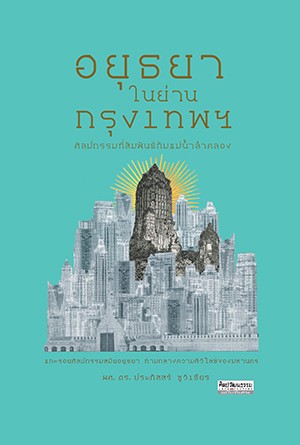 อยุธยา
ในย่าน
กรุงเทพฯ
ศิลปกรรมที่สัมพันธ์กับแม่น้ำลำคลอง
แกะรอยศิลปกรรมสมัยอยุธยา ท่ามกลางความศิวิไลซ์ของมหานคร
ผศ. ดร. ประภัสสร์ ชูวิเชียร
ศิลปวัฒนธรรม